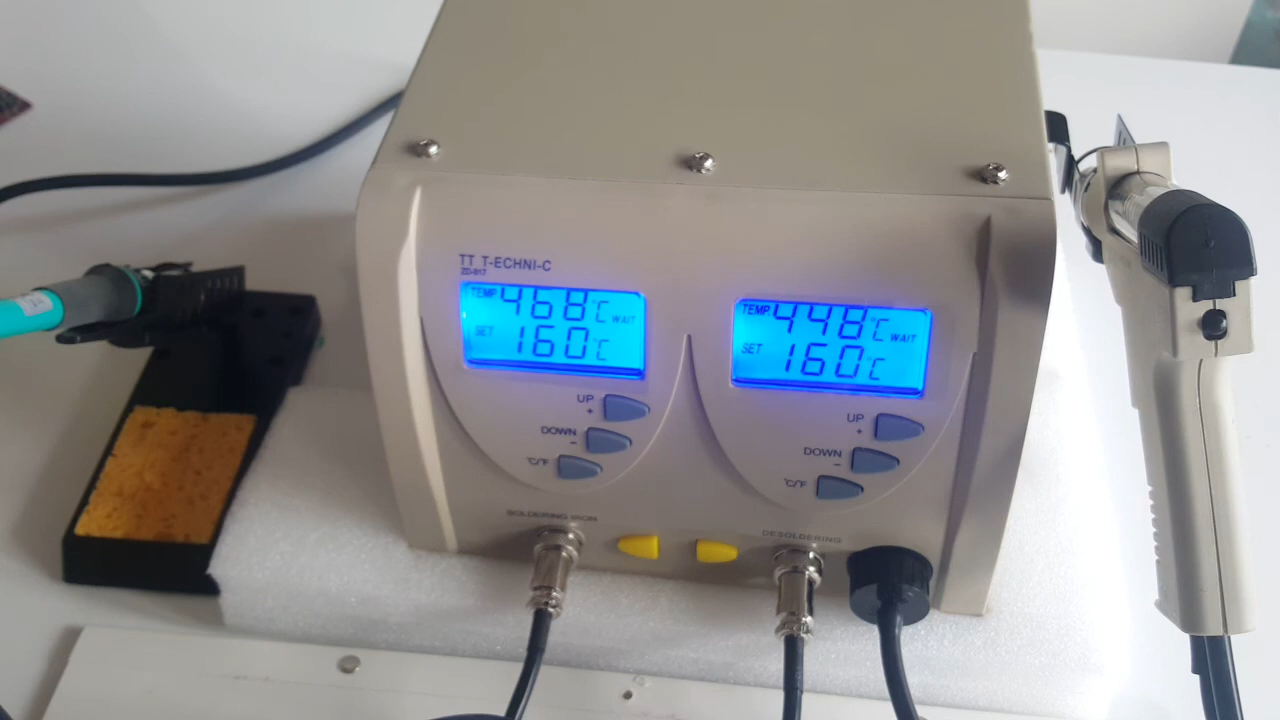 TT T-ECHNI-C
ZD-917
TEMP 468°C WAIT
SET 160°C
UP
+
DOWN
-
°C/°F
TEMP 448°C WAIT
SET 160°C
UP
+
DOWN
-
°C/°F
SOLDERING IRON
DESOLDERING